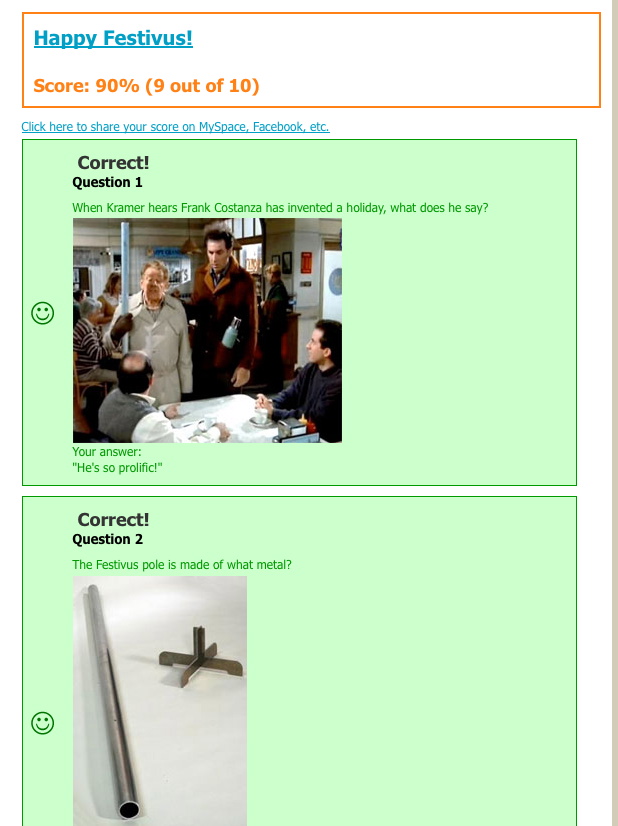 Happy Festivus!
Score: 90% (9 out of 10)
Click here to share your score on MySpace, Facebook, etc.
Correct!
Question 1
When Kramer hears Frank Costanza has invented a holiday, what does he say?
Your answer:
"He's so prolific!"
Correct!
Question 2
The Festivus pole is made of what metal?